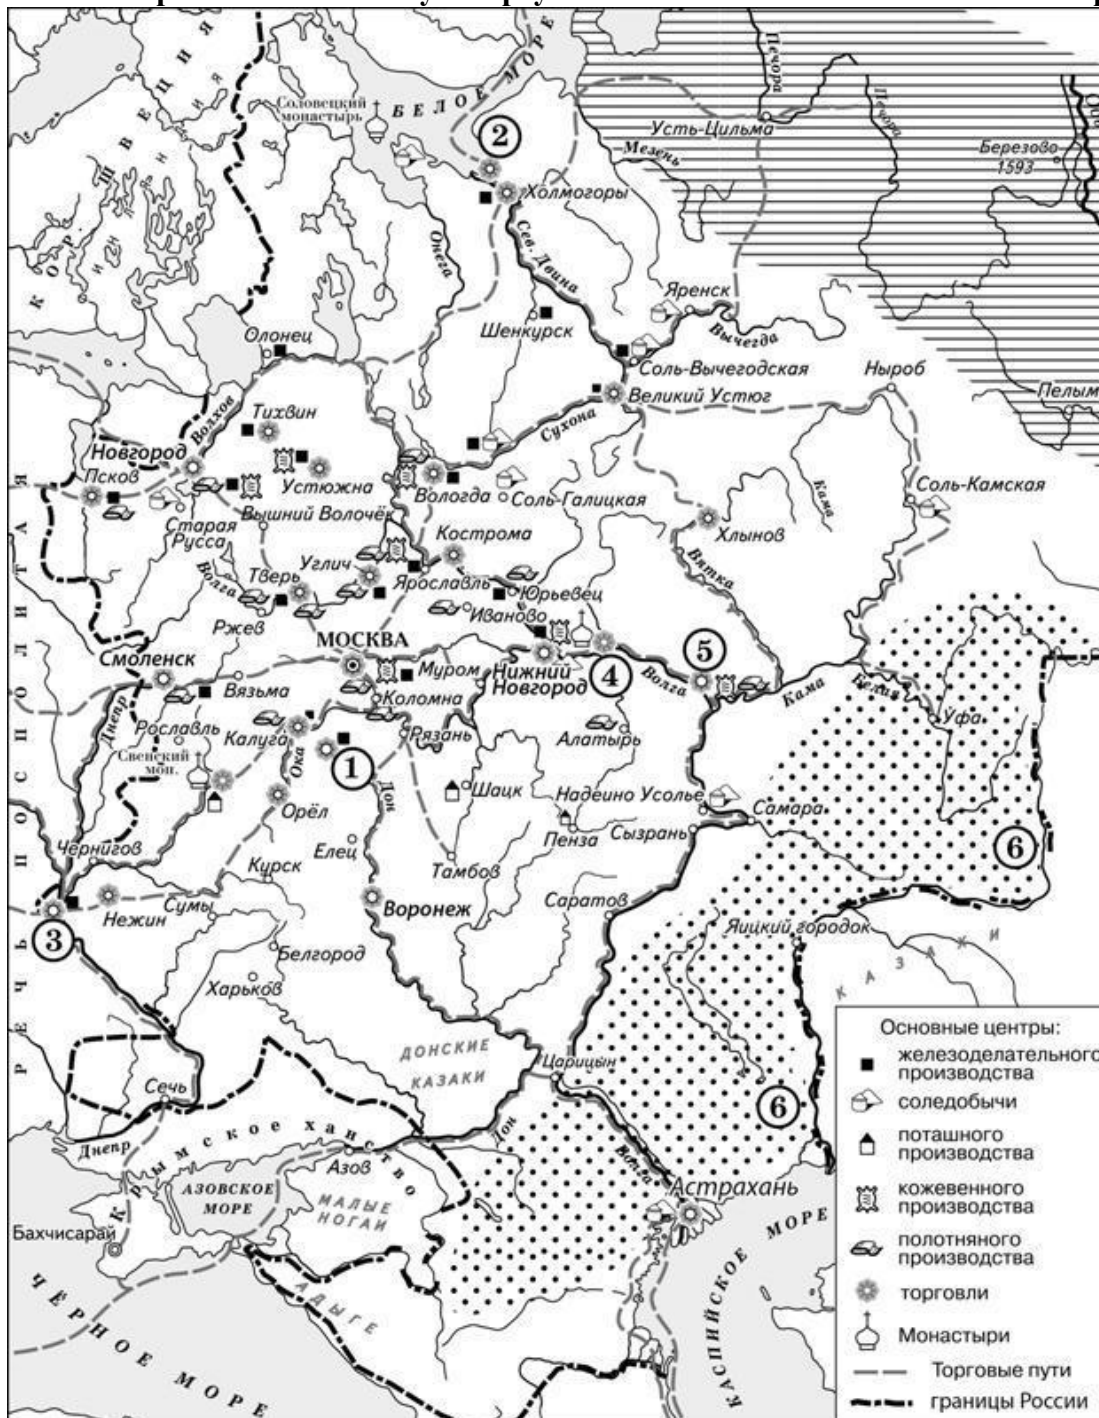 К О Р. Ш В Е Ц И Я
Соловецкий
монастырь
БЕЛОЕ МОРЕ
2
Холмогоры
Печора
Печора
Усть-Цильма
Мезень
Березово
1593
Онега
Сев. Двина
Шенкурск
Яренск
Вычегда
Соль-Вычегодская
Ныроб
Пелым
Олонец
Великий Устюг
Сухона
Волхов
Тихвин
Новгород
Псков
Устюжна
Вологда
Соль-Галицкая
Кама
Соль-Камская
Старая
Русса
Вышний Волочёк
Кострома
Хлынов
Вятка
Углич
Ярославль
Волга
Тверь
Юрьевец
Иваново
Ржев
МОСКВА
Смоленск
Вязьма
Муром
Нижний
Новгород
4
5
Волга
Кама
Белая
Уфа
Днепр
Коломна
Рославль
Калуга
Рязань
Алатырь
Свенский
мон.
Ока
1
Дон
Шацк
Надеино Усолье
Самара
Орёл
Пенза
Сызрань
6
Чернигов
Елец
Курск
Тамбов
Нежин
Сумы
Воронеж
Саратов
3
Белгород
Яицкий городок
Харьков
КАЗАКИ
РЕЧЬ ПОСПОЛИТАЯ
ДОНСКИЕ
КАЗАКИ
Царицын
Сечь
6
Днепр
Крымское ханство
Дон
Волга
Азов
Астрахань
АЗОВСКОЕ
МОРЕ
МАЛЫЕ
НОГАИ
Бахчисарай
АДЫГЕ
ЧЁРНОЕ МОРЕ
КАСПИЙСКОЕ МОРЕ
Основные центры:
железоделательного
производства
соледобычи
поташного
производства
кожевенного
производства
полотняного
производства
торговли
Монастыри
Торговые пути
границы России